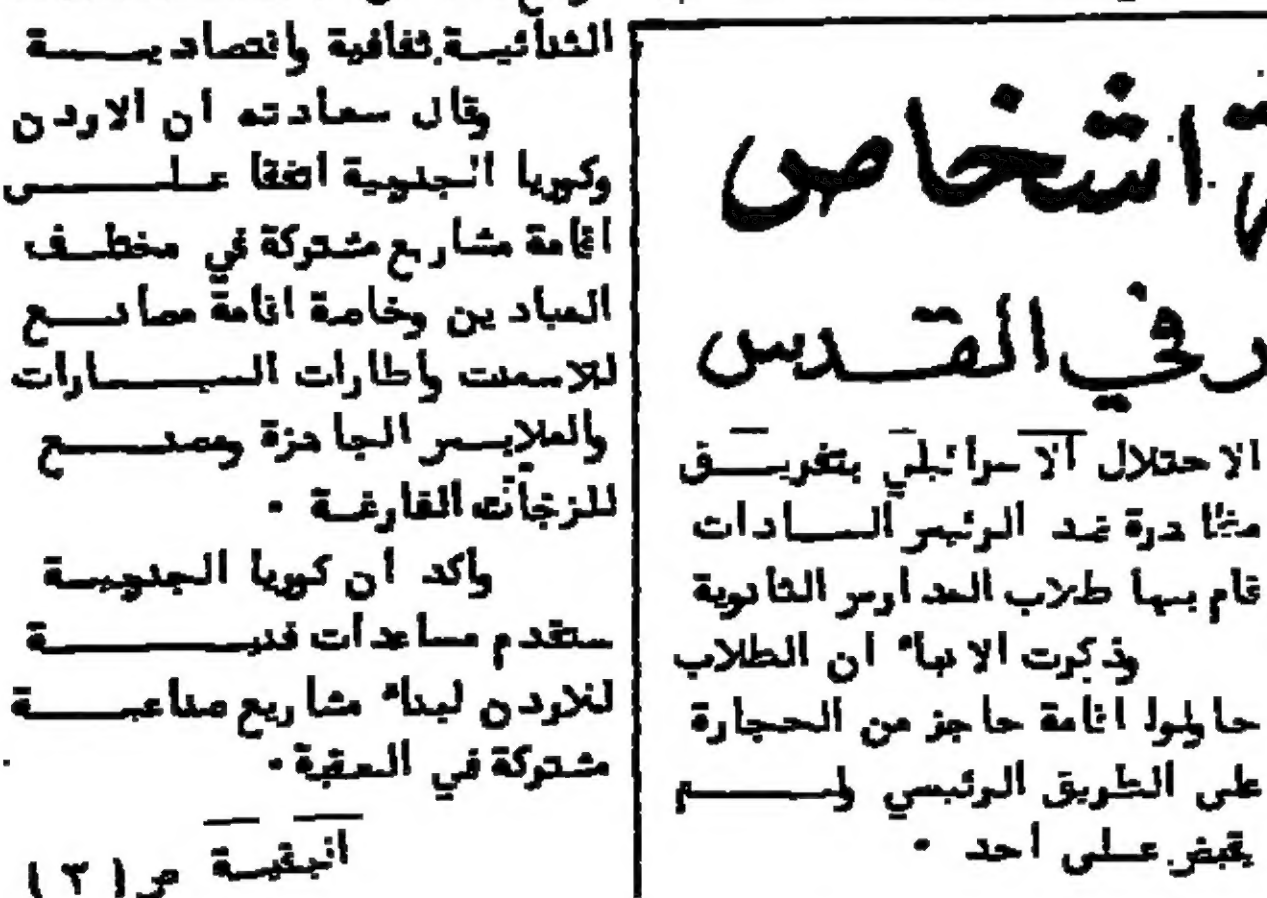 اشخاص
في القدس
الاحتلال الاسرائيلي بتفريق
مظاهرة ضد الرئيس السادات
قام بها طلاب المدارس الثانوية
وذكرت الانباء ان الطلاب
حاولوا اقامة حاجز من الحجارة
على الطريق الرئيسي ولم
يقبض على احد .
الثنائية ثقافية واقتصادية
وقال سعادته أن الاردن
وكوريا الجنوبية اتفقا على
اقامة مشاريع مشتركة في مختلف
الميادين وخاصة اقامة مصانع
للاسمنت واطارات السيارات
والملابس الجاهزة ومصنع
للزجاجات الفارغة .
واكد ان كوريا الجنوبية
ستقدم مساعدات فنية
للاردن لبناء مشاريع صناعية
مشتركة في العقبة .
البقية ص (٣)